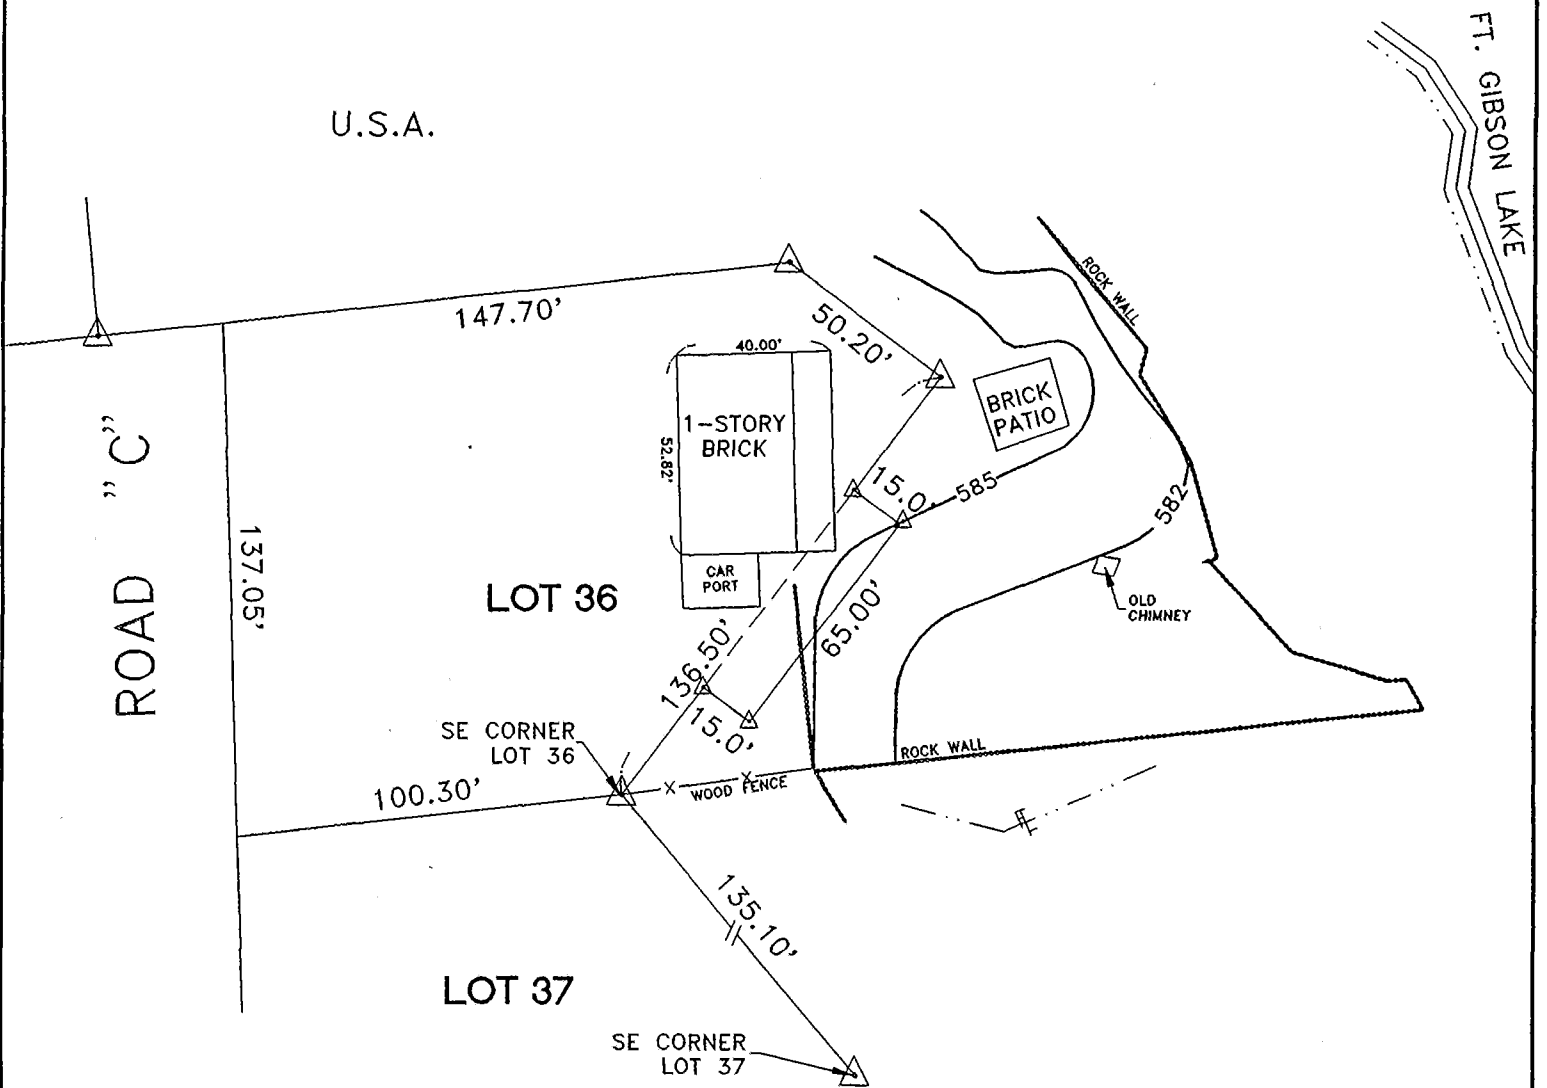 FT. GIBSON LAKE
U.S.A.
147.70'
50.20'
ROCK WALL
40.00'
52.82'
1-STORY
BRICK
BRICK
PATIO
ROAD "C"
137.05'
15.0
585
582
CAR
PORT
LOT 36
OLD
CHIMNEY
65.00'
136.50'
15.0'
SE CORNER
LOT 36
100.30'
WOOD FENCE
ROCK WALL
135.10'
LOT 37
SE CORNER
LOT 37